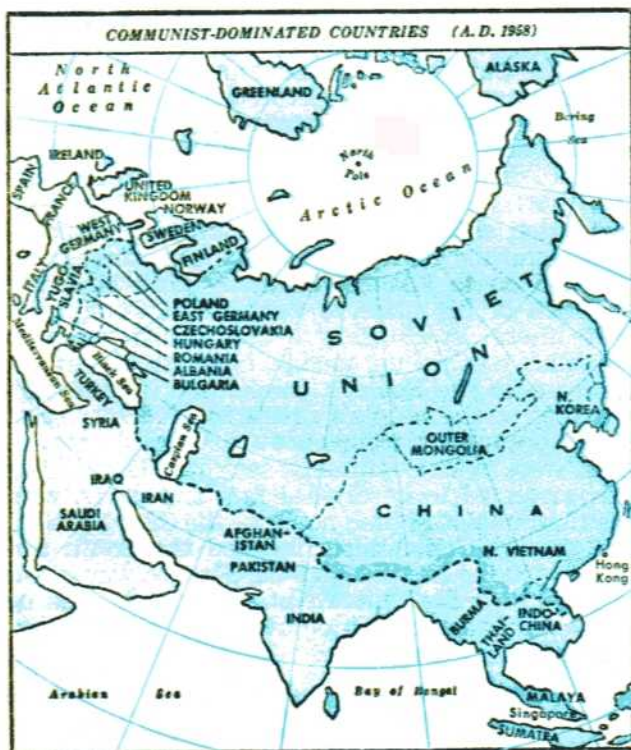 COMMUNIST-DOMINATED COUNTRIES (A.D. 1958)
North
Atlantic
Ocean
GREENLAND
ALASKA
Bering
Sea
North
Pole
Arctic Ocean
IRELAND
UNITED
KINGDOM
NORWAY
SPAIN
FRANCE
WEST
GERMANY
SWEDEN
FINLAND
ITALY
YUGO-
SLAVIA
POLAND
EAST GERMANY
CZECHOSLOVAKIA
HUNGARY
ROMANIA
ALBANIA
BULGARIA
SOVIET
UNION
Mediterranean Sea
Black Sea
TURKEY
SYRIA
Caspian Sea
OUTER
MONGOLIA
N.
KOREA
IRAQ
IRAN
SAUDI
ARABIA
CHINA
AFGHAN-
ISTAN
PAKISTAN
N. VIETNAM
Hong
Kong
INDIA
BURMA
THAI-
LAND
INDO-
CHINA
Arabian Sea
Bay of Bengal
MALAYA
Singapore
SUMATRA